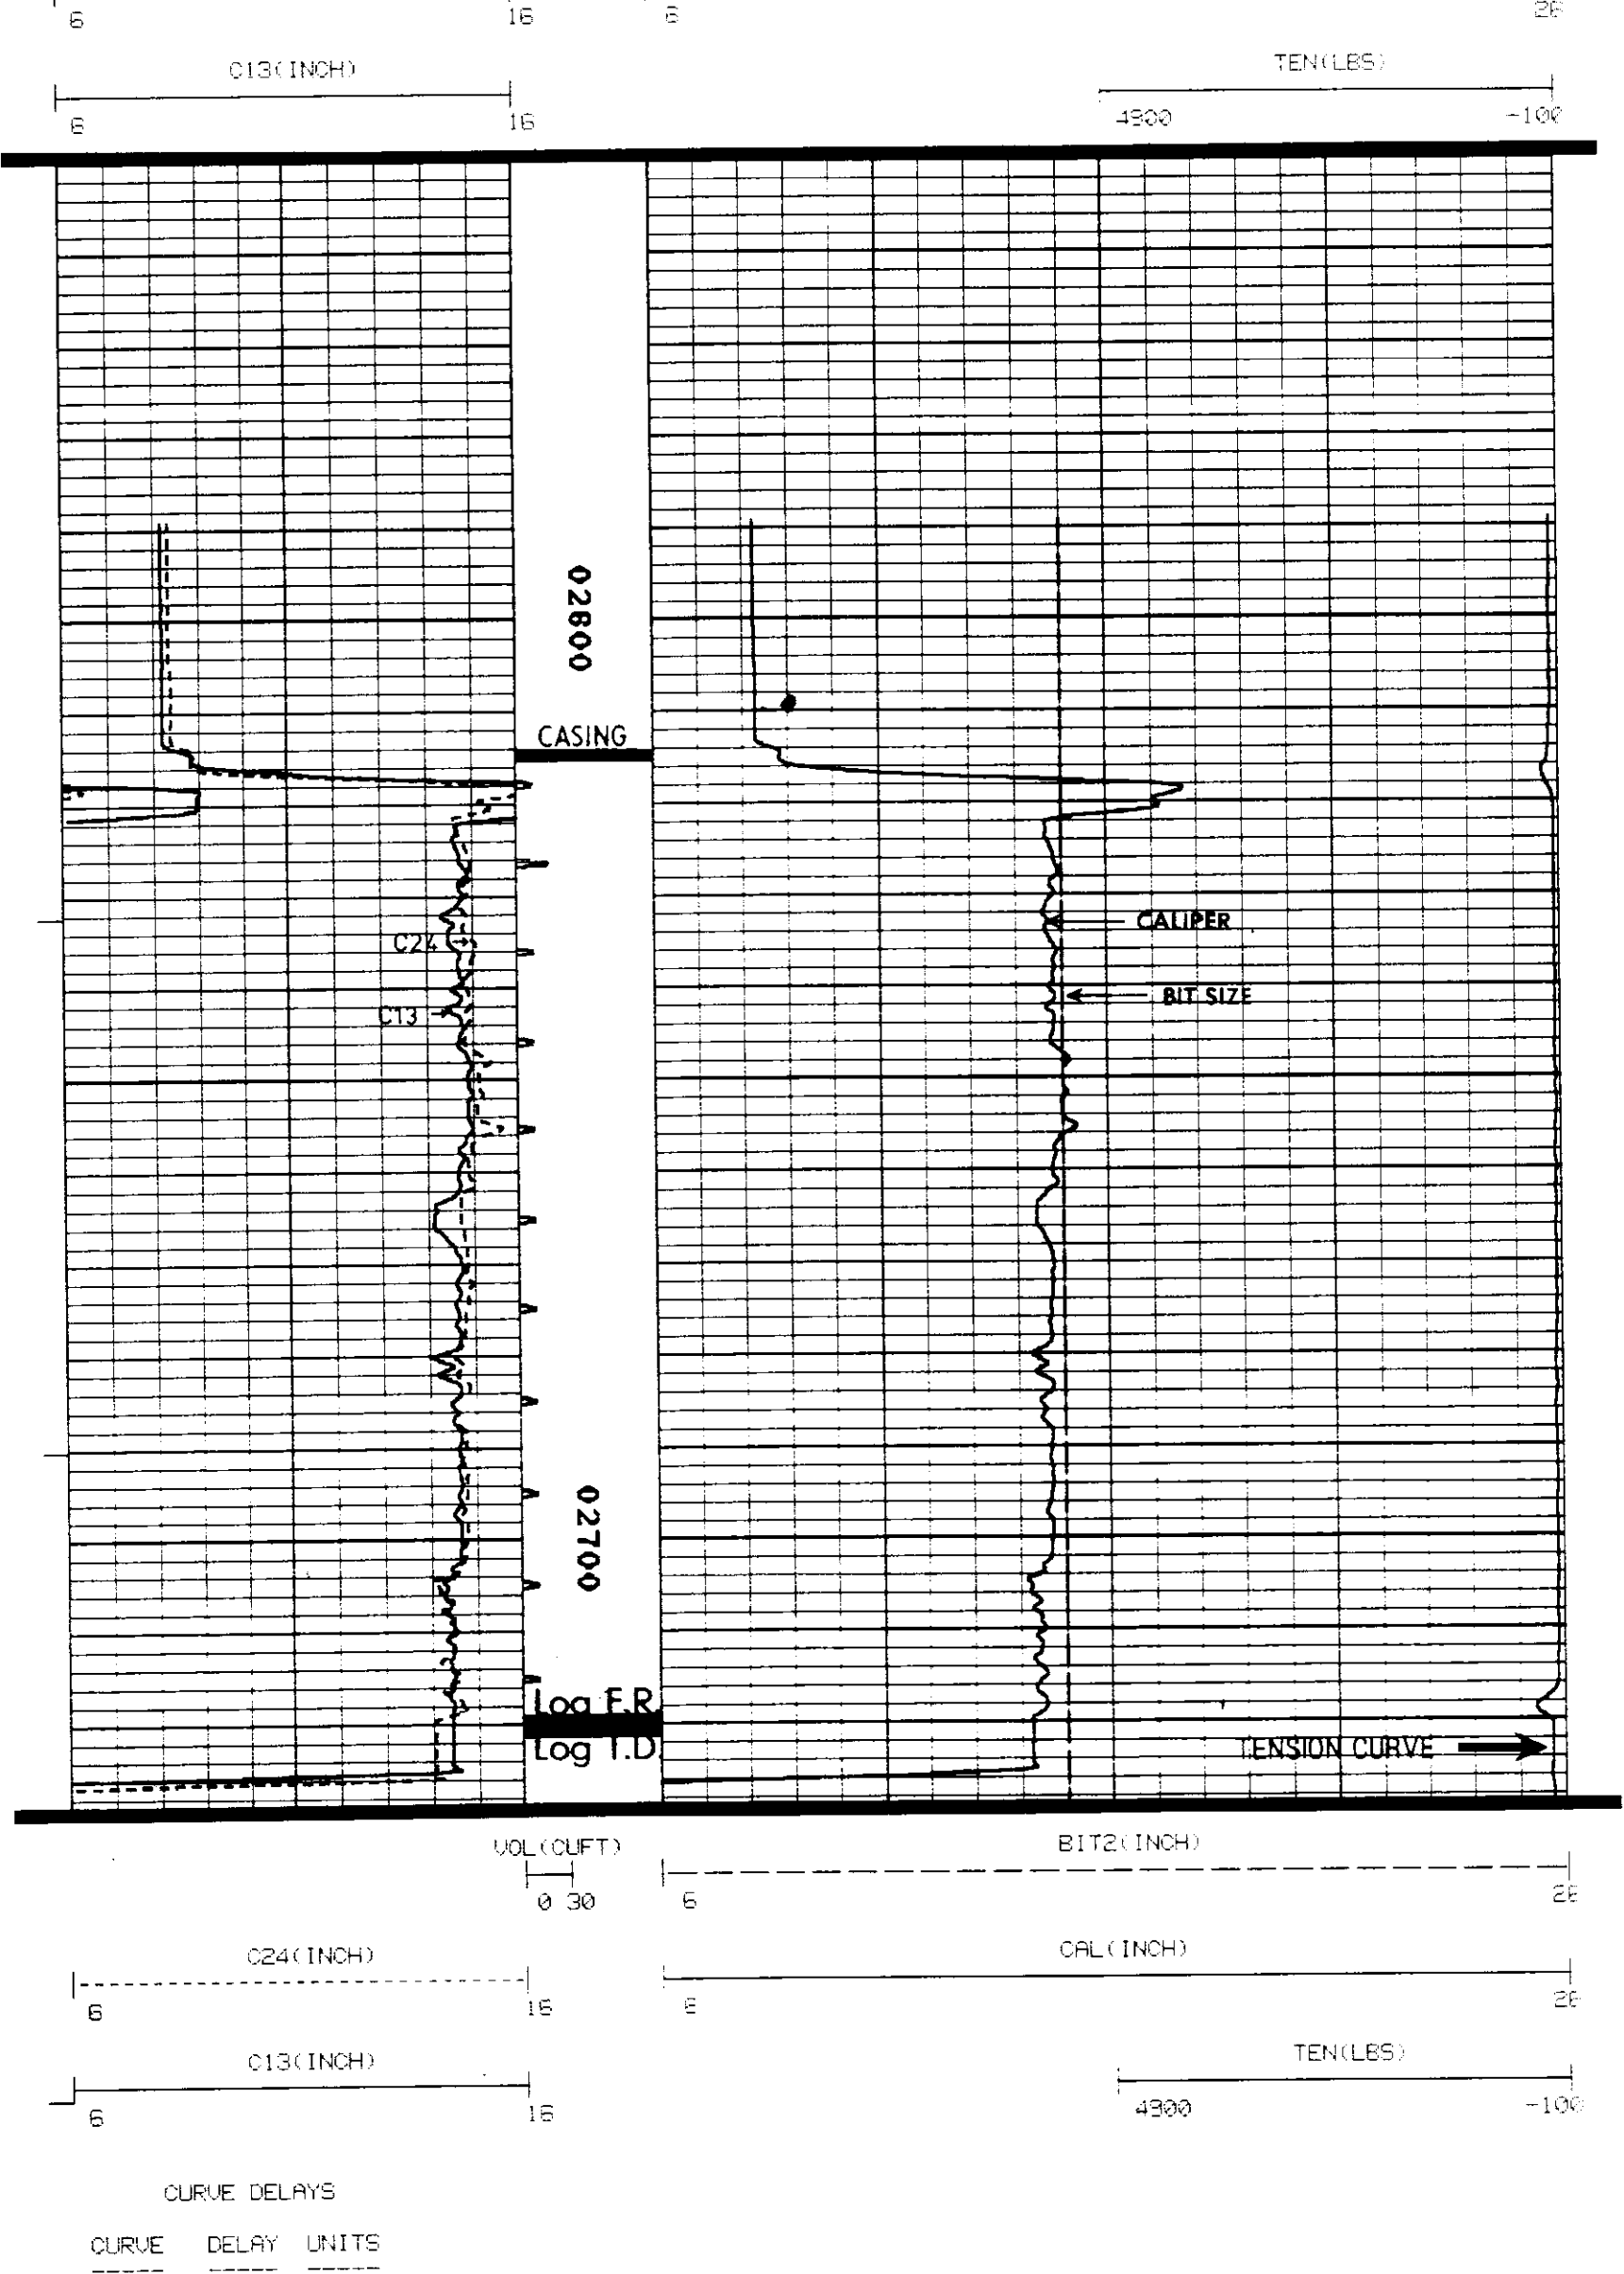 6 16 6 26
C13(INCH) TEN(LBS)
6 16 4900 -100
02800
CASING
CALIPER
C24
BIT SIZE
C13
02700
Log F.R
Log T.D
TENSION CURVE
VOL(CUFT) BIT2(INCH)
0 30 6 26
C24(INCH) CAL(INCH)
6 16 6 26
C13(INCH) TEN(LBS)
6 16 4900 -100
CURVE DELAYS
CURVE DELAY UNITS